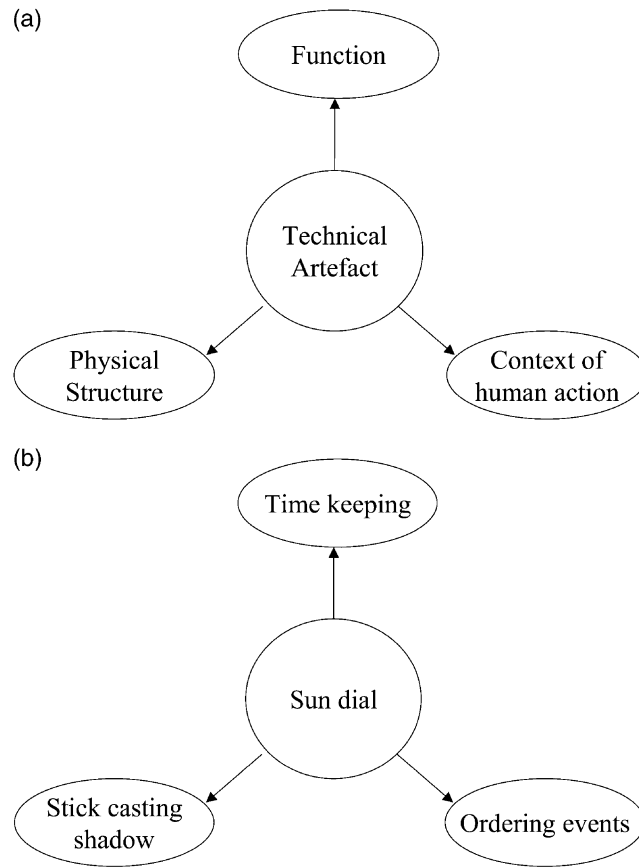 (a)
Function
Technical
Artefact
Physical
Structure
Context of
human action
(b)
Time keeping
Sun dial
Stick casting
shadow
Ordering events